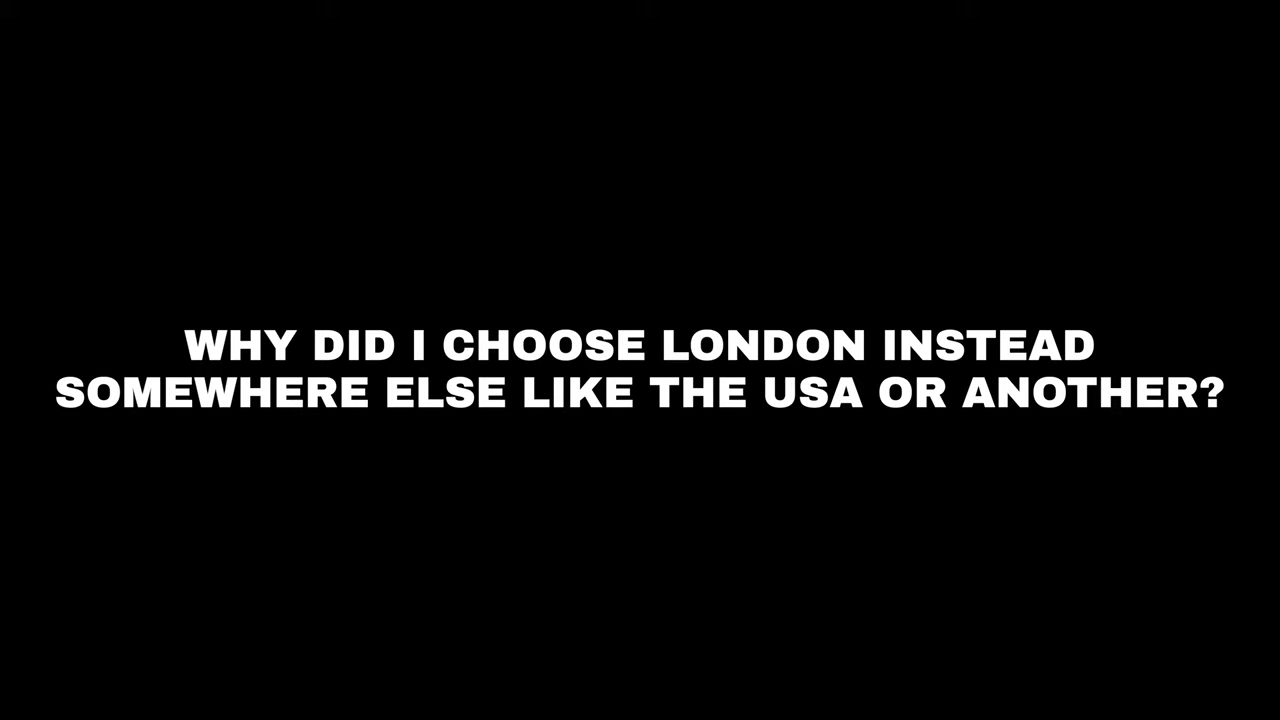 WHY DID I CHOOSE LONDON INSTEAD
SOMEWHERE ELSE LIKE THE USA OR ANOTHER?